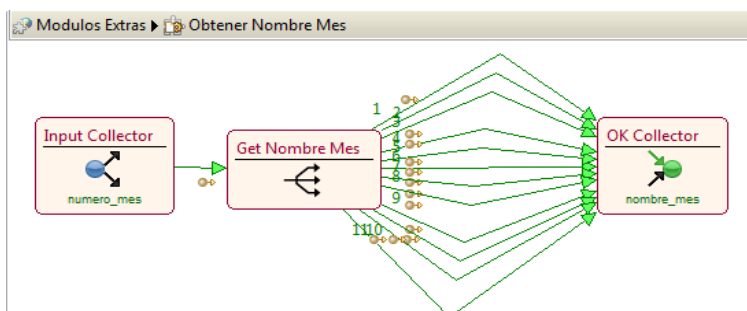 Modulos Extras Obtener Nombre Mes
Input Collector
numero_mes
Get Nombre Mes
1
2
3
4
5
6
7
8
9
10
11
OK Collector
nombre_mes